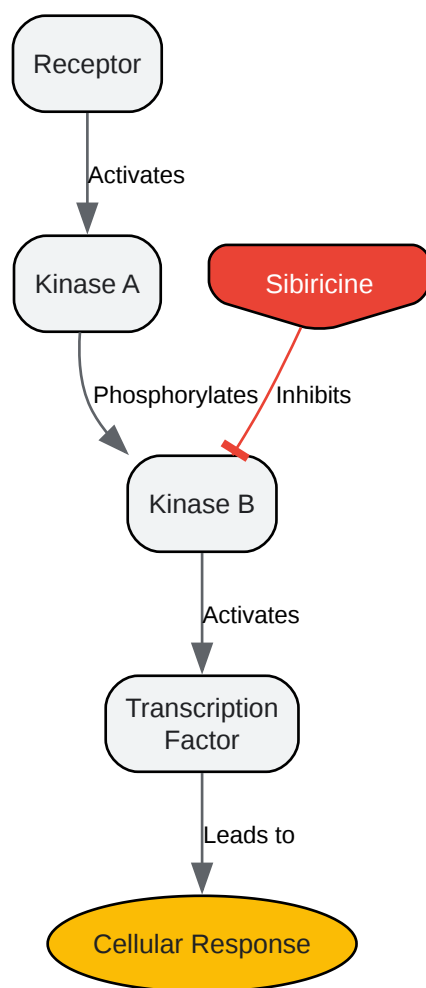 Receptor
Activates
Kinase A
Sibiricine
Phosphorylates
Inhibits
Kinase B
Activates
Transcription
Factor
Leads to
Cellular Response